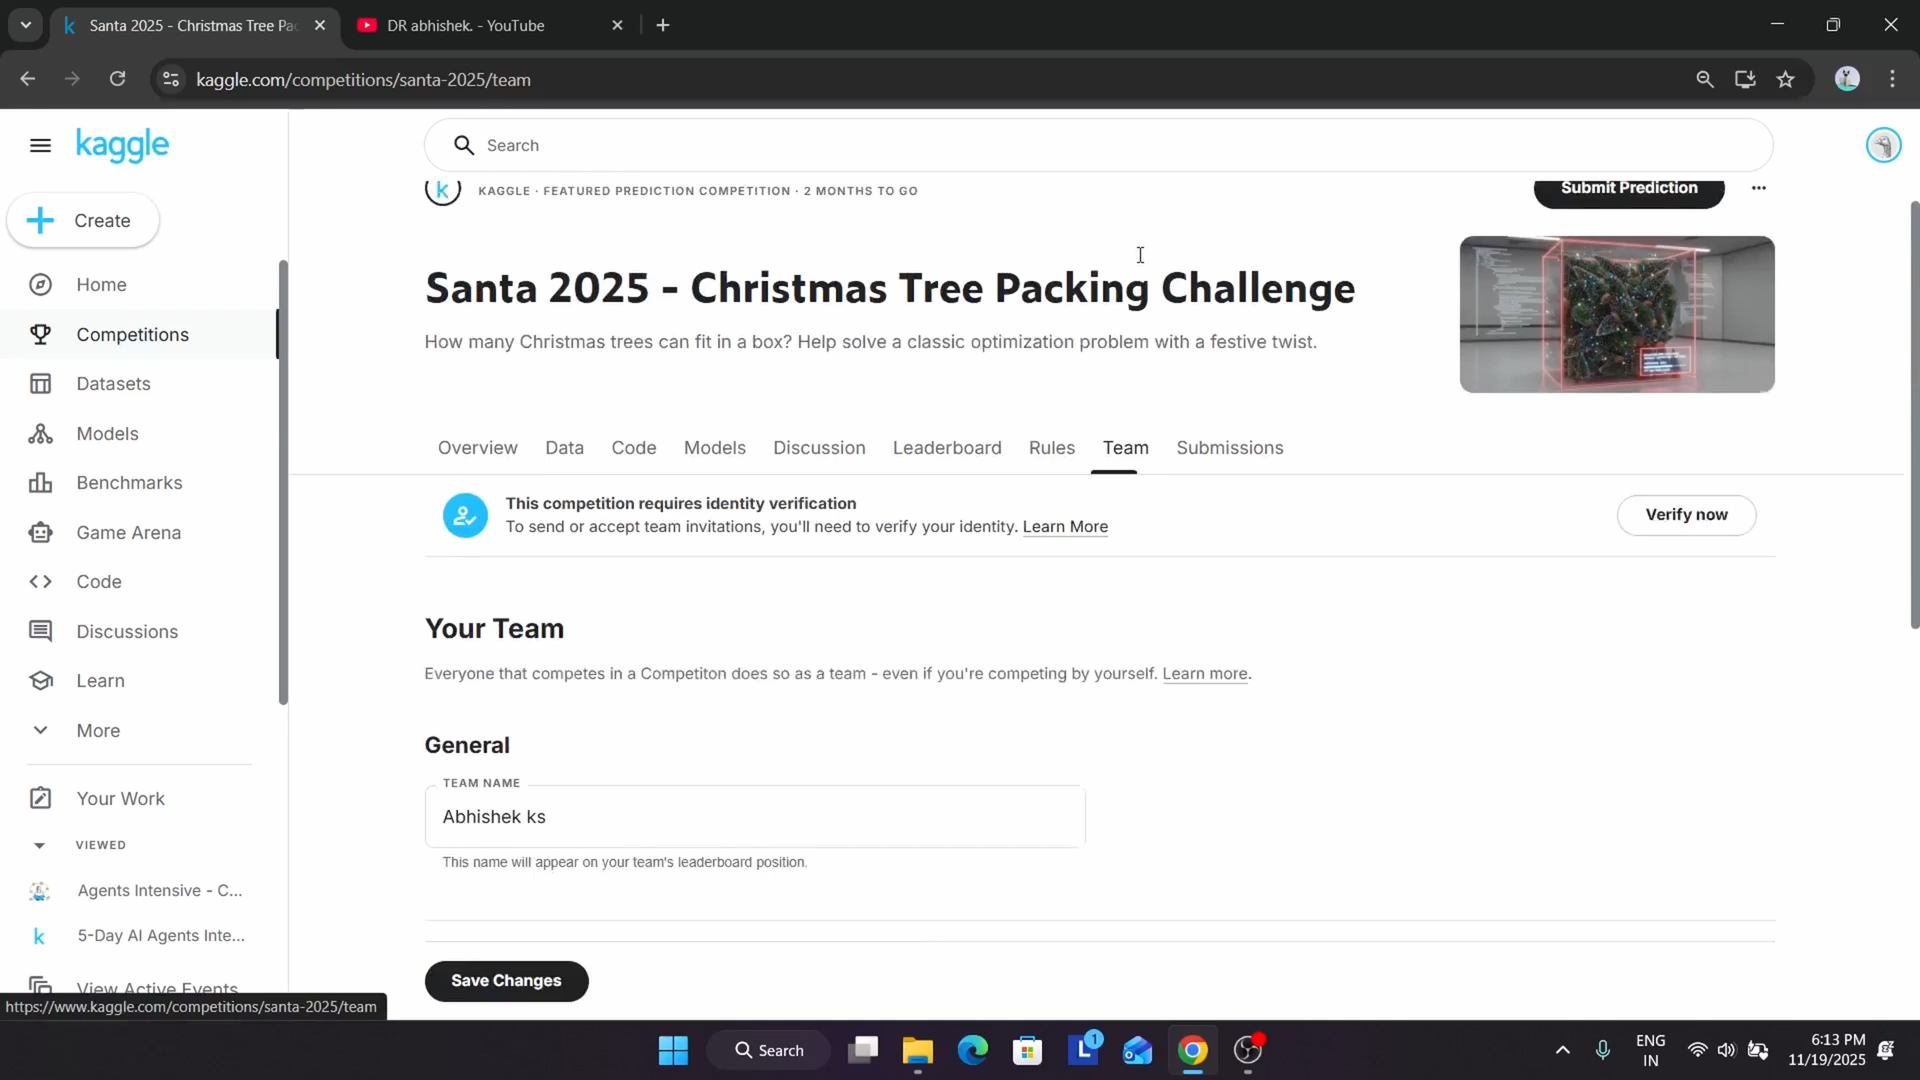 Santa 2025 - Christmas Tree Pac
DR abhishek. - YouTube
kaggle.com/competitions/santa-2025/team
kaggle
Search
Create
KAGGLE · FEATURED PREDICTION COMPETITION · 2 MONTHS TO GO
Submit Prediction
Santa 2025 - Christmas Tree Packing Challenge
How many Christmas trees can fit in a box? Help solve a classic optimization problem with a festive twist.
Home
Competitions
Datasets
Models
Benchmarks
Game Arena
Code
Discussions
Learn
More
Your Work
VIEWED
Agents Intensive - C...
5-Day AI Agents Inte...
View Active Events
Overview Data Code Models Discussion Leaderboard Rules Team Submissions
This competition requires identity verification
To send or accept team invitations, you'll need to verify your identity. Learn More
Verify now
Your Team
Everyone that competes in a Competiton does so as a team - even if you're competing by yourself. Learn more.
General
TEAM NAME
Abhishek ks
This name will appear on your team's leaderboard position.
Save Changes
https://www.kaggle.com/competitions/santa-2025/team
Search
L
1
ENG
IN
6:13 PM
11/19/2025